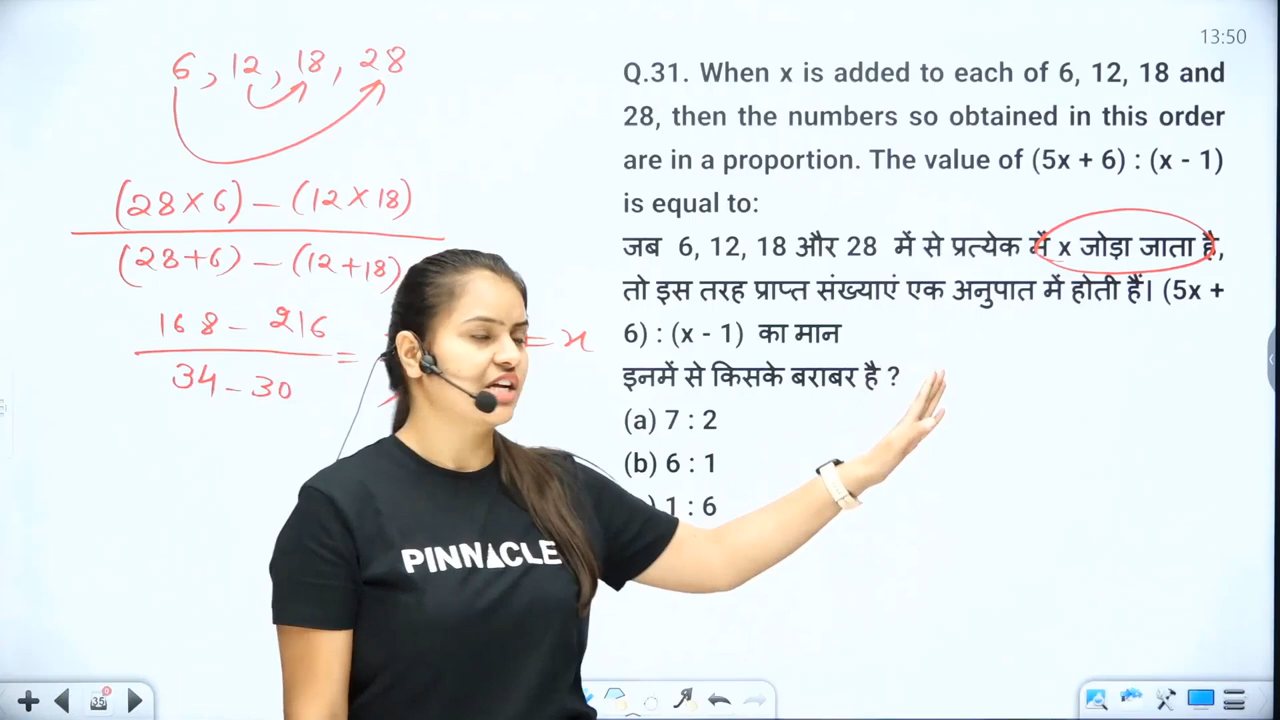 13:50
6, 12, 18, 28
(28×6) – (12×18)
(28+6) – (12+18)
168 – 216
34 – 30
=
= x
Q.31. When x is added to each of 6, 12, 18 and
28, then the numbers so obtained in this order
are in a proportion. The value of (5x + 6) : (x - 1)
is equal to:
जब 6, 12, 18 और 28 में से प्रत्येक में x जोड़ा जाता है,
तो इस तरह प्राप्त संख्याएं एक अनुपात में होती हैं। (5x +
6) : (x - 1) का मान
इनमें से किसके बराबर है ?
(a) 7 : 2
(b) 6 : 1
) 1 : 6
PINNACLE
35